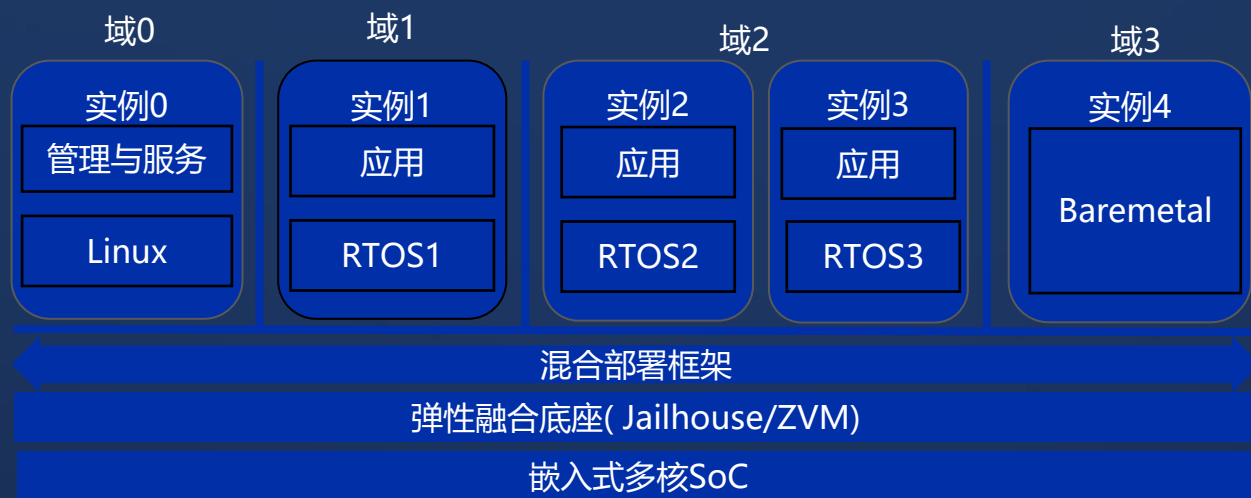 域0
域1
域2
域3
实例0
实例1
实例2
实例3
实例4
管理与服务
应用
应用
应用
Baremetal
Linux
RTOS1
RTOS2
RTOS3
混合部署框架
弹性融合底座( Jailhouse/ZVM)
嵌入式多核SoC